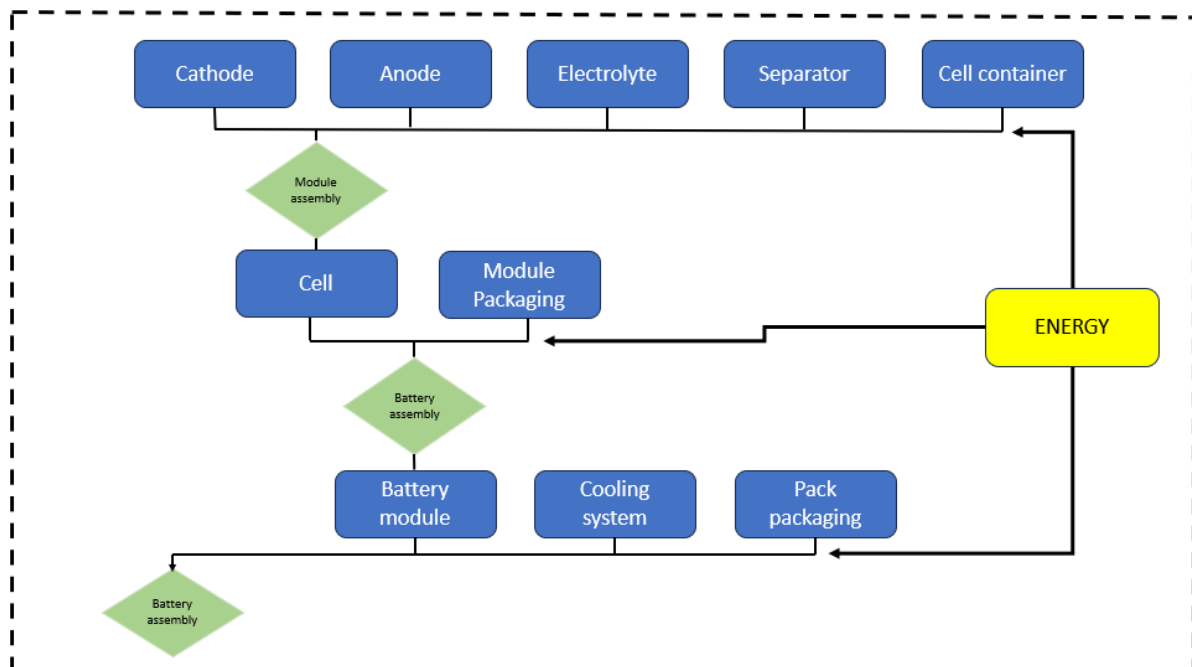 Cathode
Anode
Electrolyte
Separator
Cell container
Module
assembly
Cell
Module
Packaging
ENERGY
Battery
assembly
Battery
module
Cooling
system
Pack
packaging
Battery
assembly